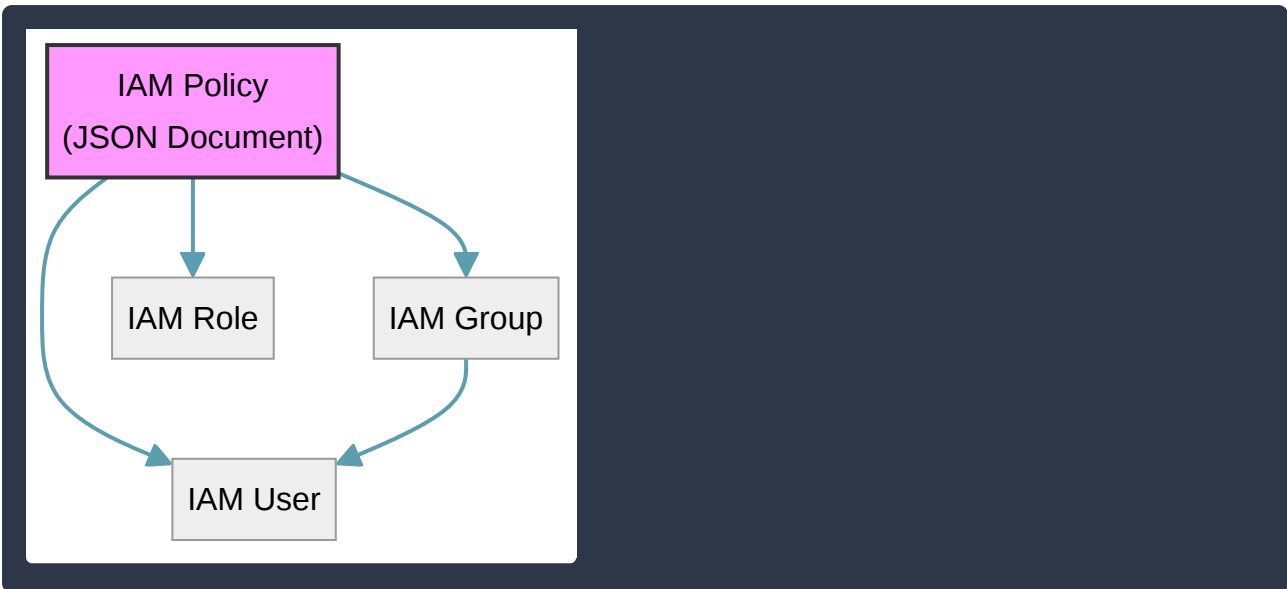 IAM Policy
(JSON Document)
IAM Role
IAM Group
IAM User